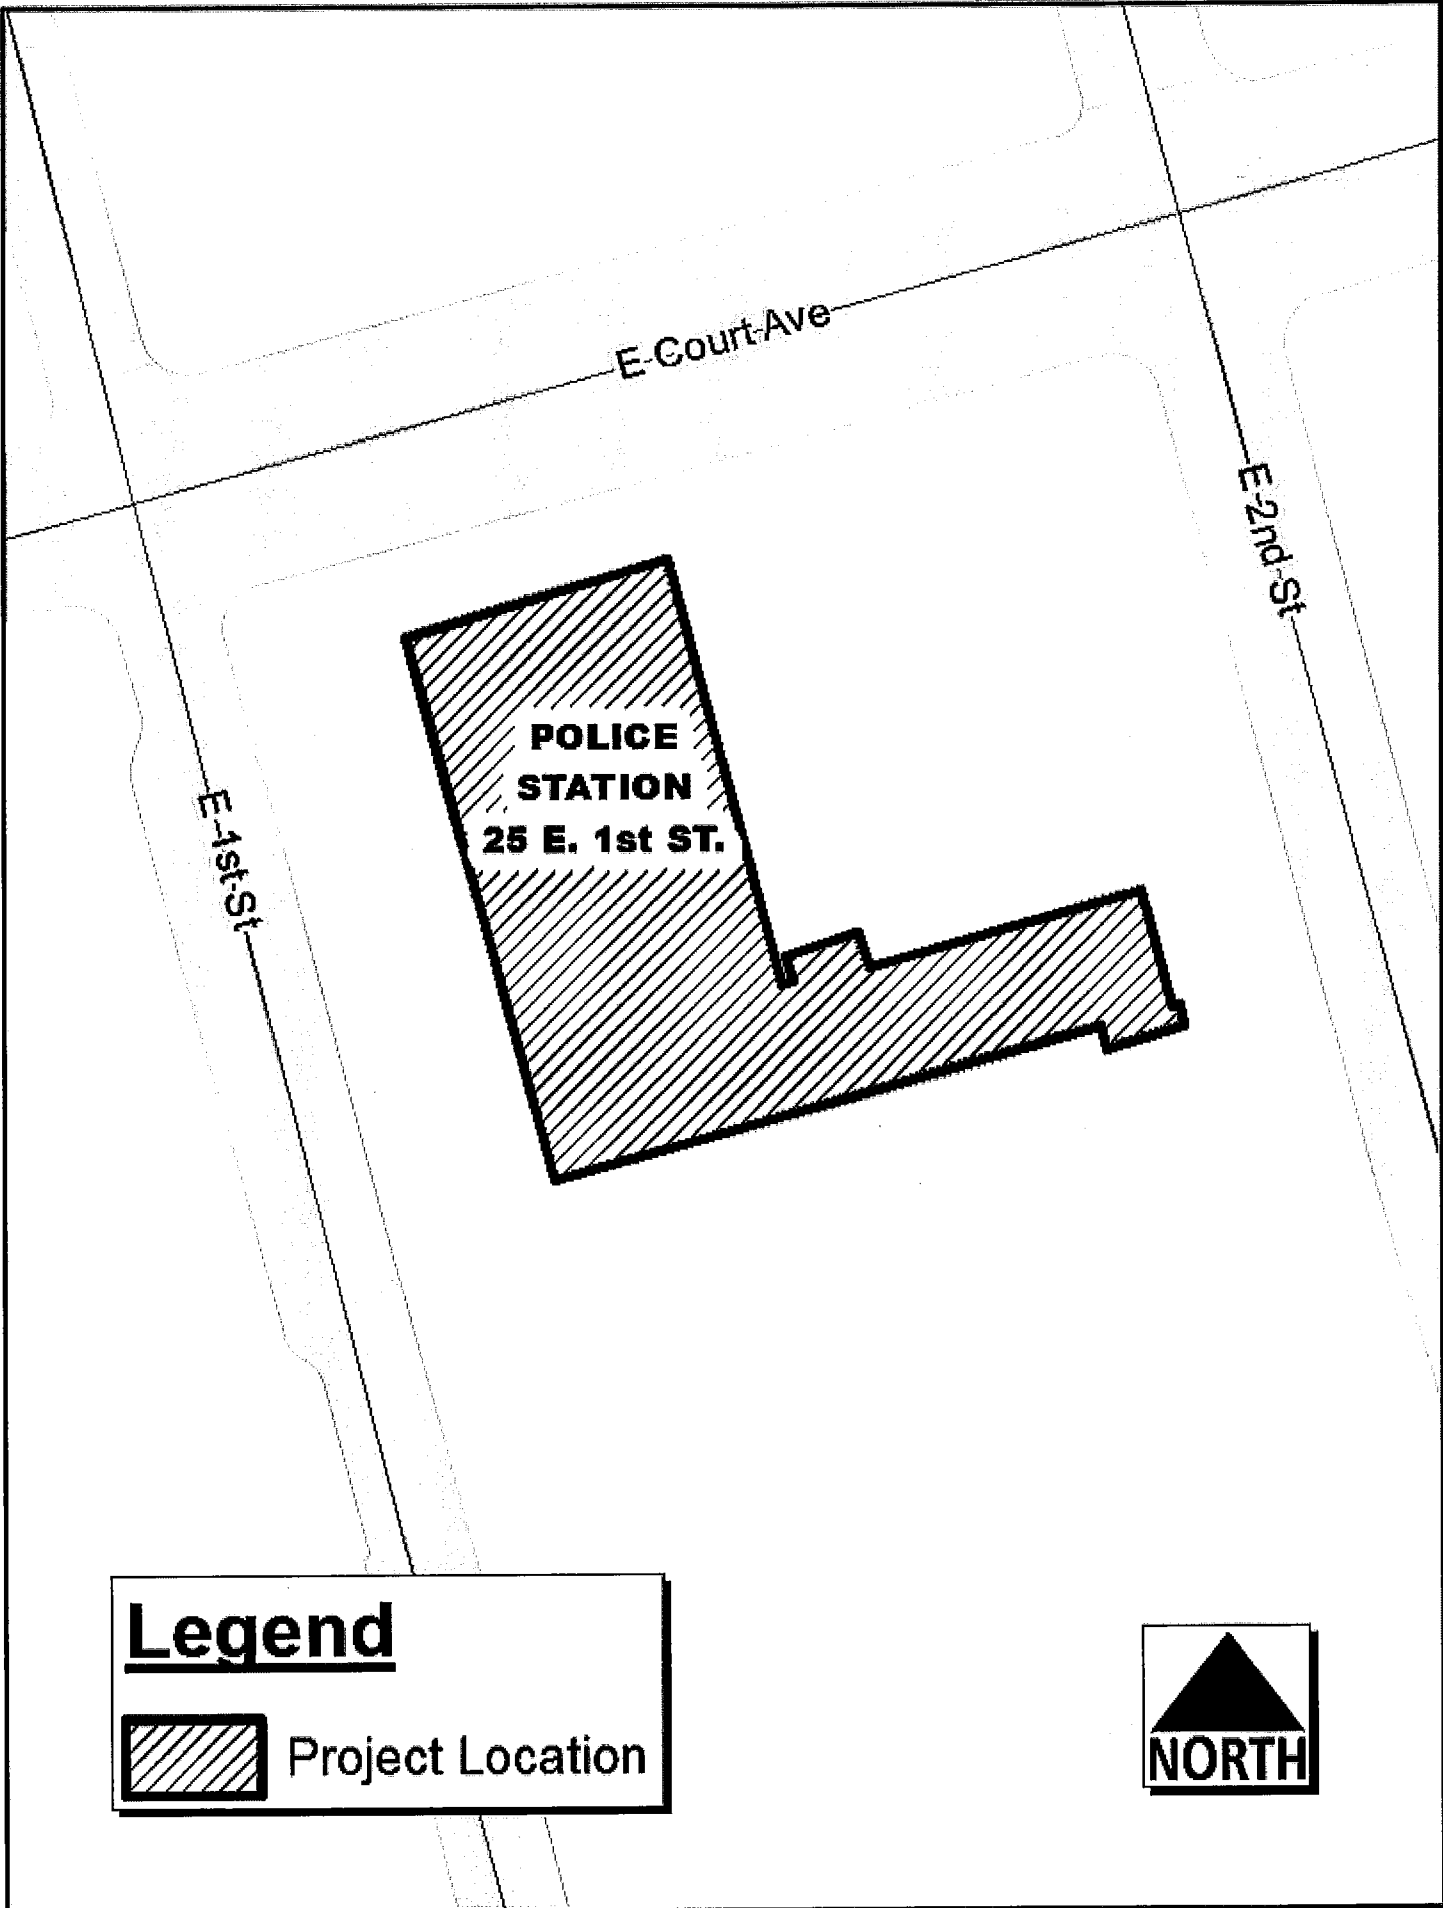 E Court Ave
E 2nd St
POLICE
STATION
25 E. 1st ST.
E 1st St
Legend
Project Location
NORTH